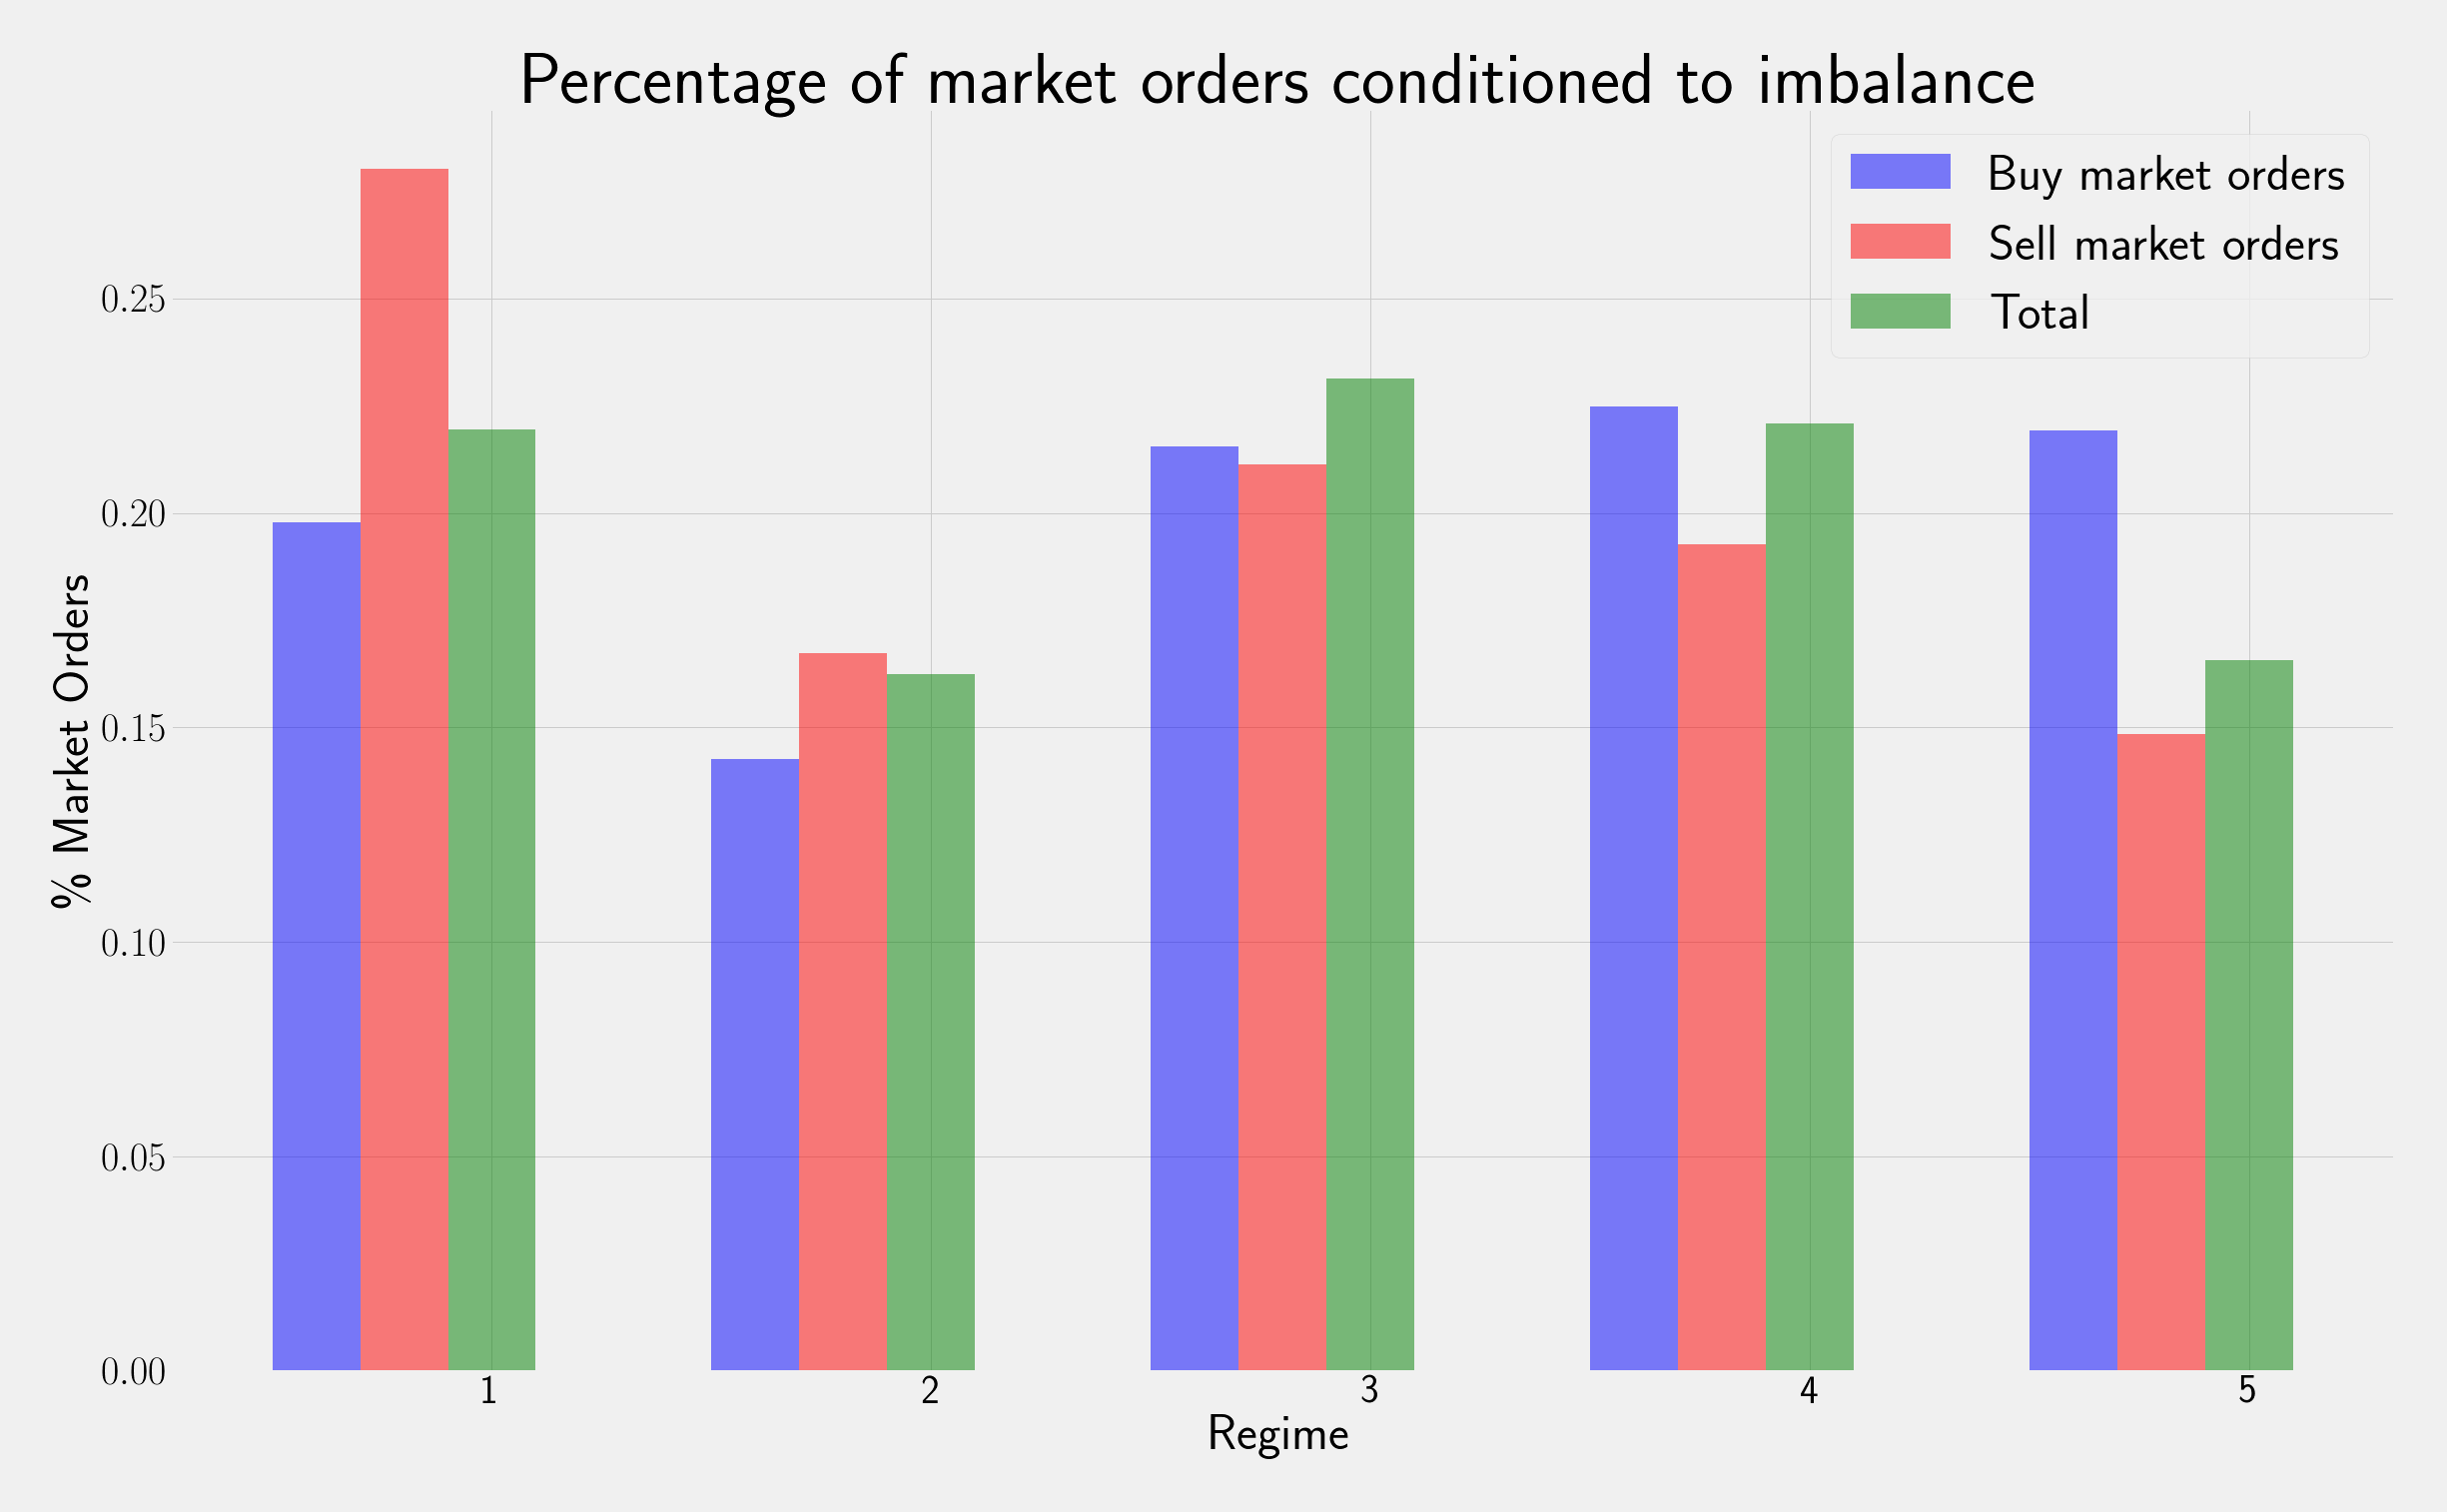 Percentage of market orders conditioned to imbalance
Buy market orders
Sell market orders
Total
0.25
0.20
0.15
0.10
0.05
0.00
% Market Orders
1 2 3 4 5
Regime